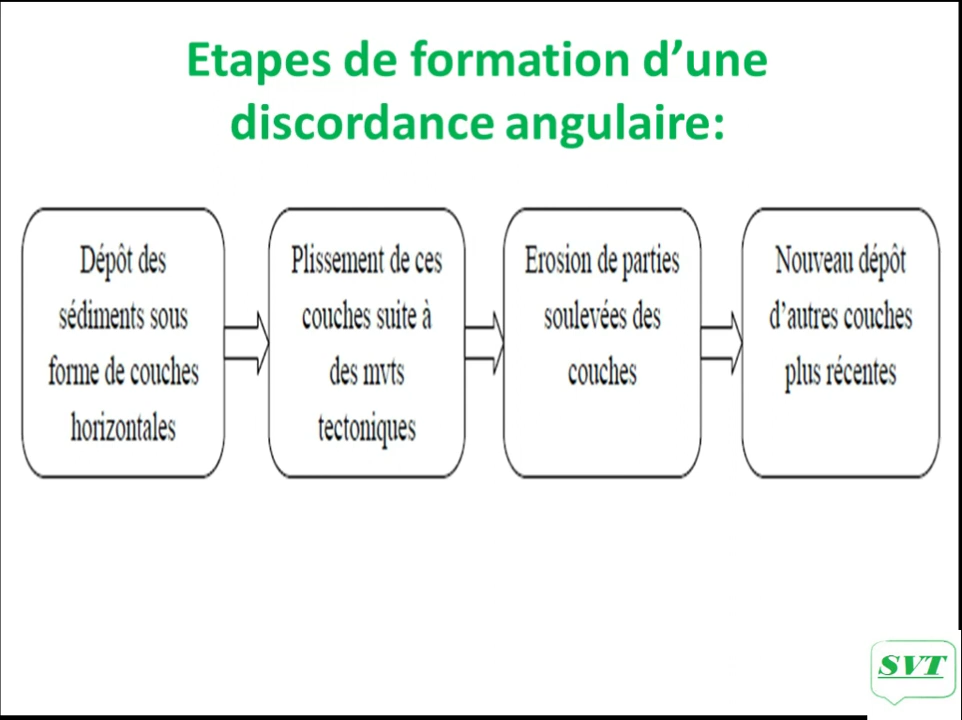 Etapes de formation d’une
discordance angulaire:
Dépôt des
sédiments sous
forme de couches
horizontales
Plissement de ces
couches suite à
des mvts
tectoniques
Erosion de parties
soulevées des
couches
Nouveau dépôt
d’autres couches
plus récentes
SVT